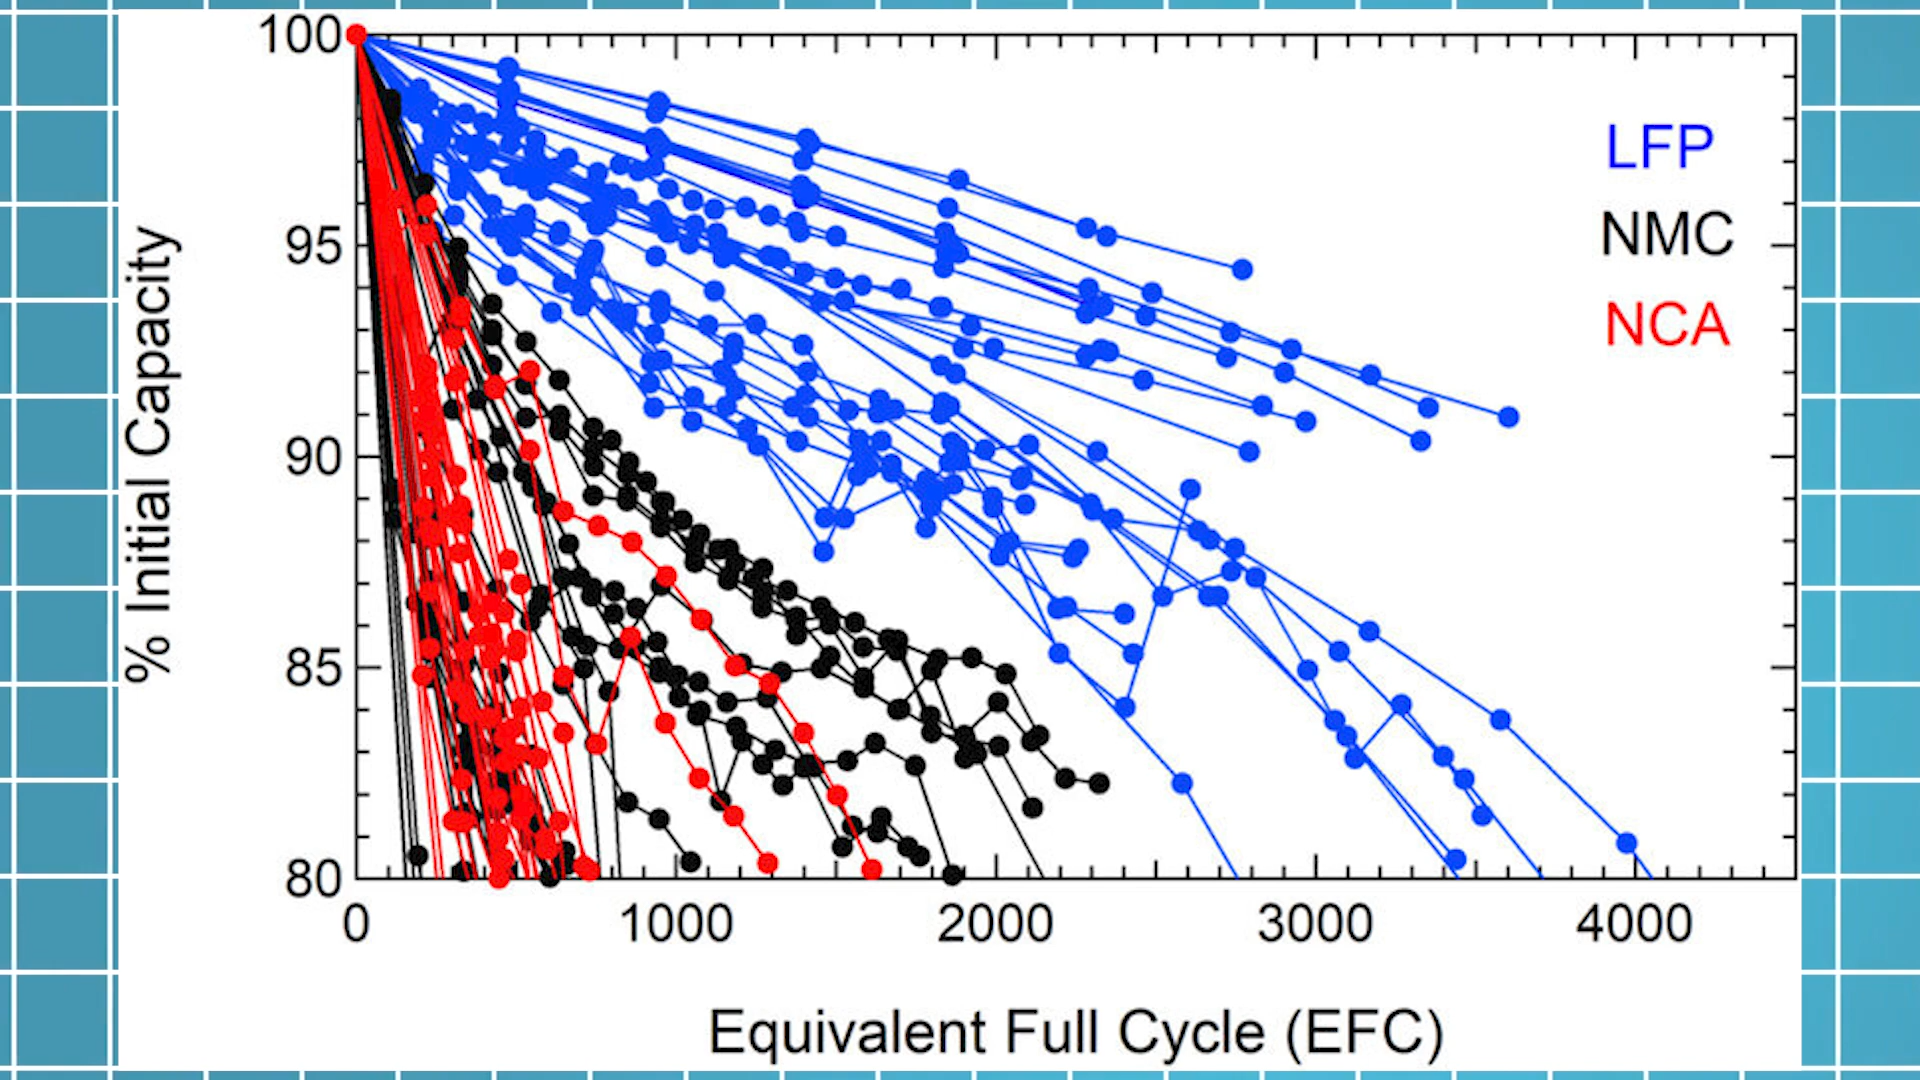 100
95
90
85
80
% Initial Capacity
LFP
NMC
NCA
0 1000 2000 3000 4000
Equivalent Full Cycle (EFC)